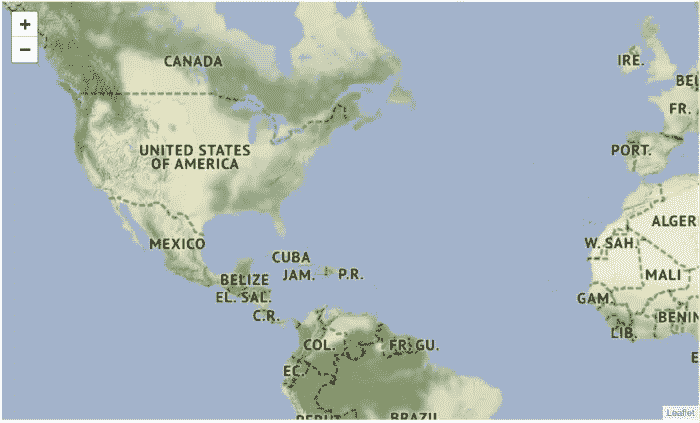 +
−
CANADA
IRE.
BEL
FR.
UNITED STATES
OF AMERICA
PORT.
ALGER
MEXICO
W. SAH.
CUBA
JAM.
P.R.
BELIZE
MALI
EL. SAL.
GAM.
C.R.
BENIN
LIB.
COL.
FR. GU.
EC.
E
PERU
BRAZIL
Leaflet